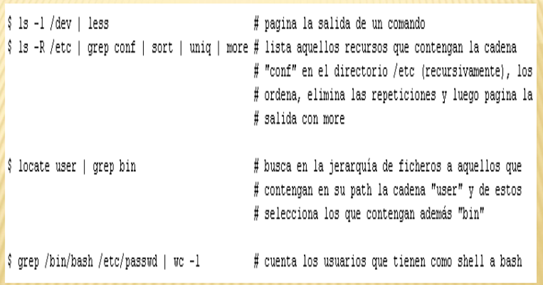 $ ls -l /dev | less # pagina la salida de un comando
$ ls -R /etc | grep conf | sort | uniq | more # lista aquellos recursos que contengan la cadena
# "conf" en el directorio /etc (recursivamente), los
# ordena, elimina las repeticiones y luego pagina la
# salida con more
$ locate user | grep bin # busca en la jerarquía de ficheros a aquellos que
# contengan en su path la cadena "user" y de estos
# selecciona los que contengan además "bin"
$ grep /bin/bash /etc/passwd | wc -l # cuenta los usuarios que tienen como shell a bash